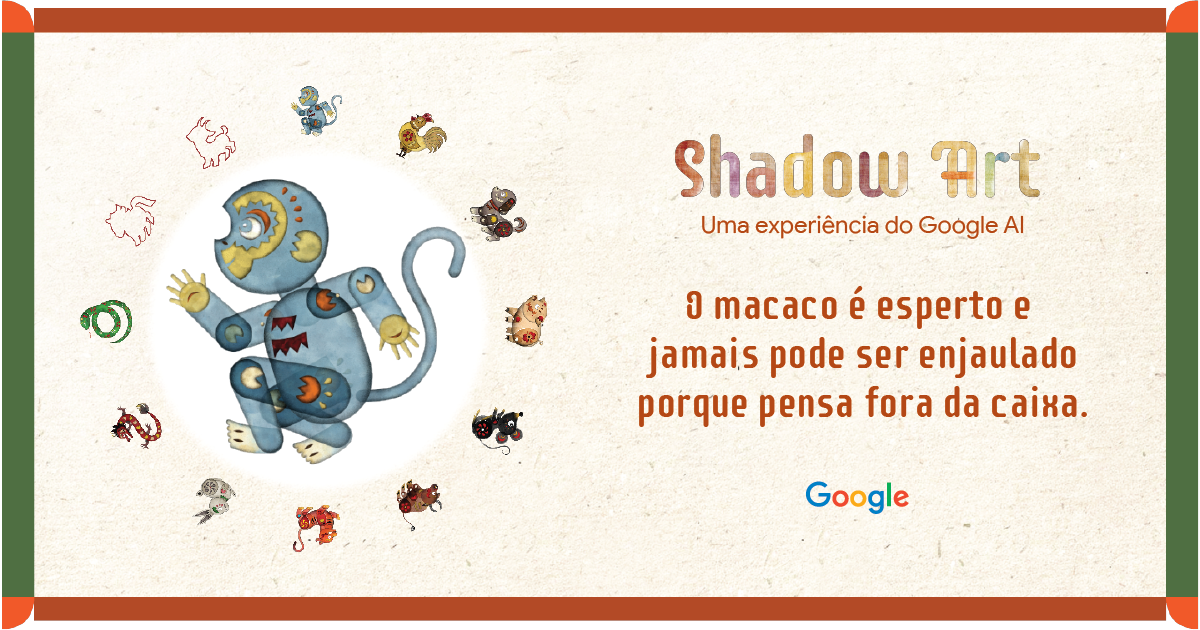 Shadow Art
Uma experiência do Google AI
O macaco é esperto e
jamais pode ser enjaulado
porque pensa fora da caixa.
Google